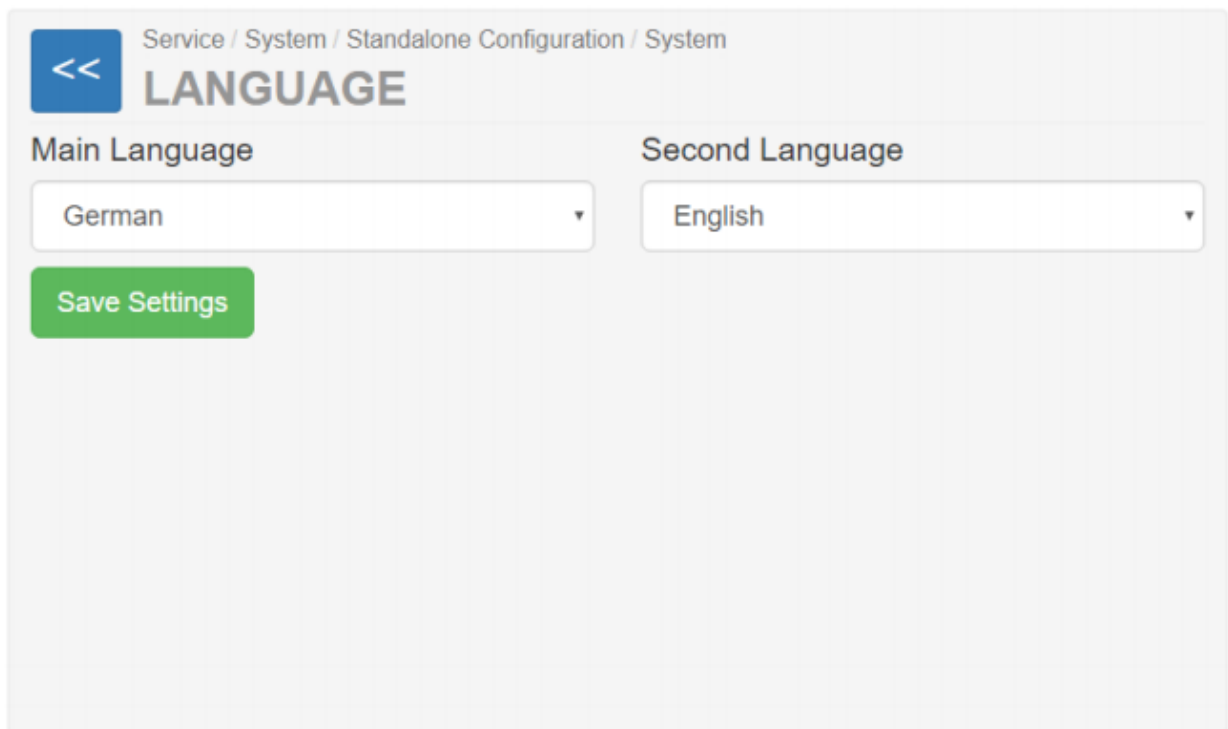 <<
Service / System / Standalone Configuration / System
LANGUAGE
Main Language
Second Language
German
English
Save Settings